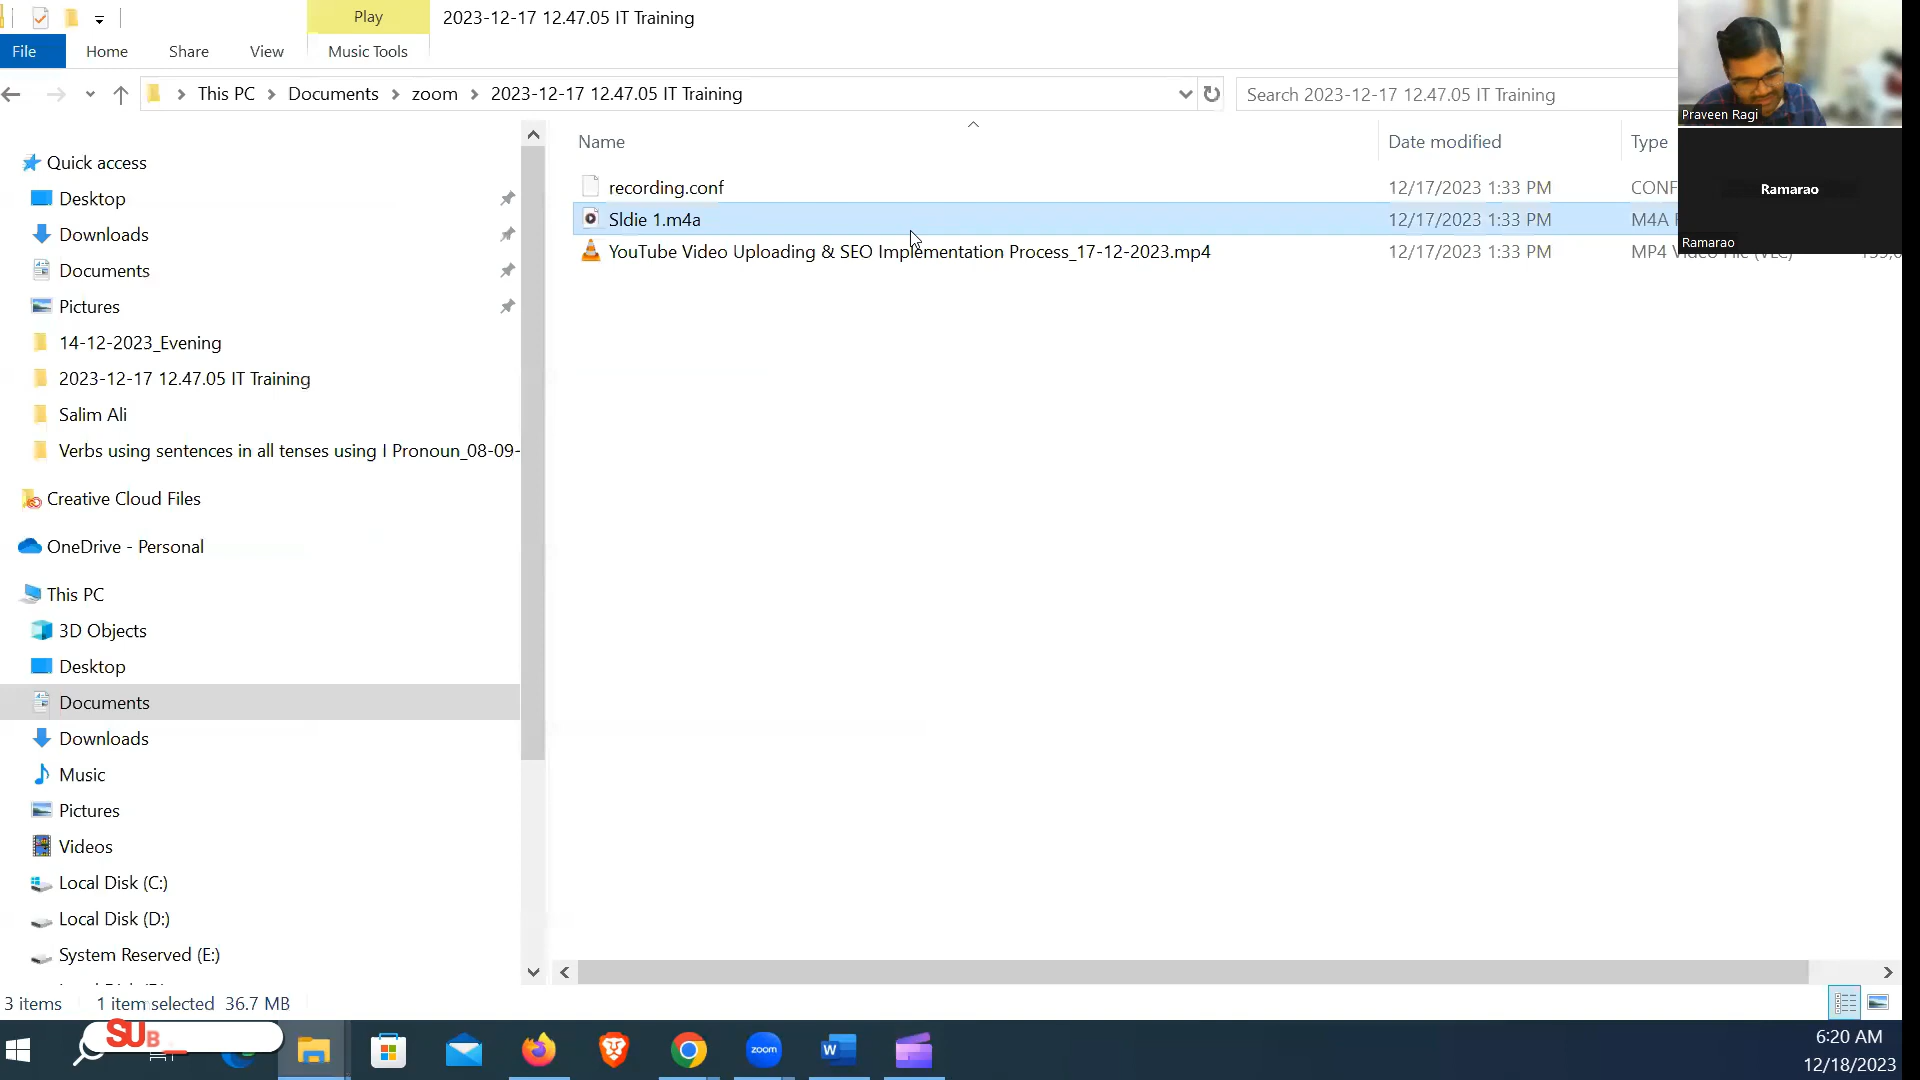 Play
2023-12-17 12.47.05 IT Training
File
Home
Share
View
Music Tools
This PC
Documents
zoom
2023-12-17 12.47.05 IT Training
Search 2023-12-17 12.47.05 IT Training
Praveen Ragi
Ramarao
Ramarao
Name
Date modified
Type
recording.conf
12/17/2023 1:33 PM
CONF
Sldie 1.m4a
12/17/2023 1:33 PM
M4A
YouTube Video Uploading & SEO Implementation Process_17-12-2023.mp4
12/17/2023 1:33 PM
MP4 Video File (VLC)
Quick access
Desktop
Downloads
Documents
Pictures
14-12-2023_Evening
2023-12-17 12.47.05 IT Training
Salim Ali
Verbs using sentences in all tenses using I Pronoun_08-09-
Creative Cloud Files
OneDrive - Personal
This PC
3D Objects
Desktop
Documents
Downloads
Music
Pictures
Videos
Local Disk (C:)
Local Disk (D:)
System Reserved (E:)
3 items
1 item selected 36.7 MB
SUB
zoom
W
6:20 AM
12/18/2023